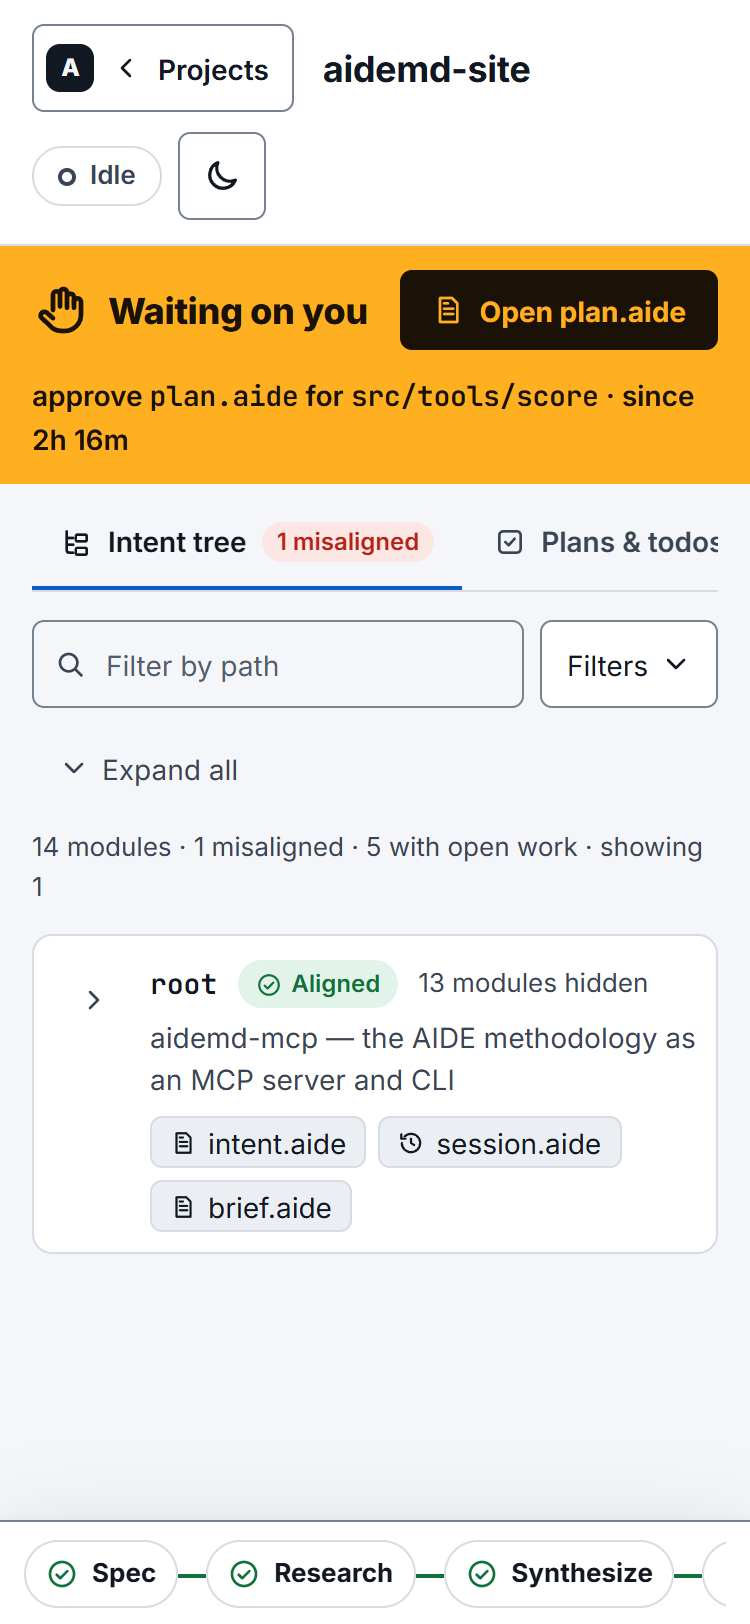 A Projects aidemd-site
Idle
Waiting on you Open plan.aide
approve plan.aide for src/tools/score · since
2h 16m
Intent tree 1 misaligned Plans & todos
Filter by path Filters
Expand all
14 modules · 1 misaligned · 5 with open work · showing
1
root Aligned 13 modules hidden
aidemd-mcp — the AIDE methodology as
an MCP server and CLI
intent.aide session.aide
brief.aide
Spec Research Synthesize